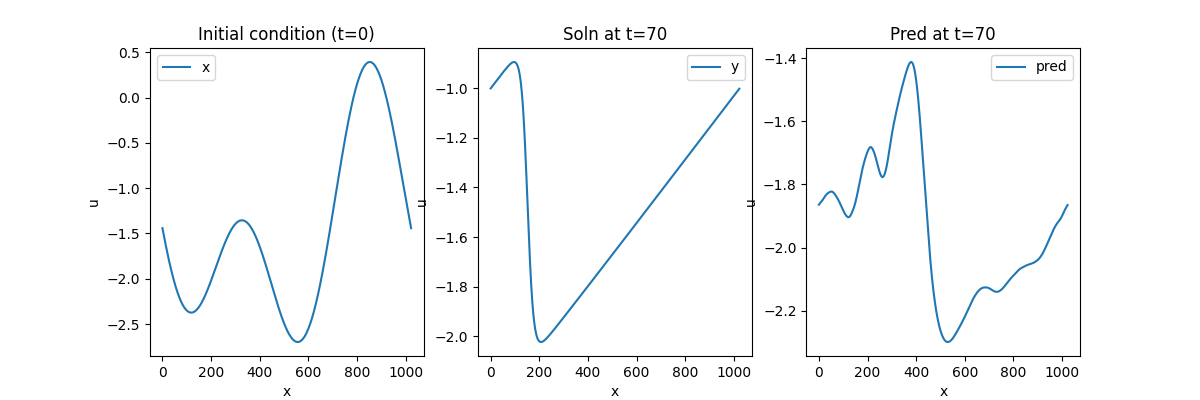 Initial condition (t=0)
x
0.5
0.0
−0.5
−1.0
−1.5
−2.0
−2.5
u
0 200 400 600 800 1000
x
Soln at t=70
y
−1.0
−1.2
−1.4
−1.6
−1.8
−2.0
u
0 200 400 600 800 1000
x
Pred at t=70
pred
−1.4
−1.6
−1.8
−2.0
−2.2
u
0 200 400 600 800 1000
x